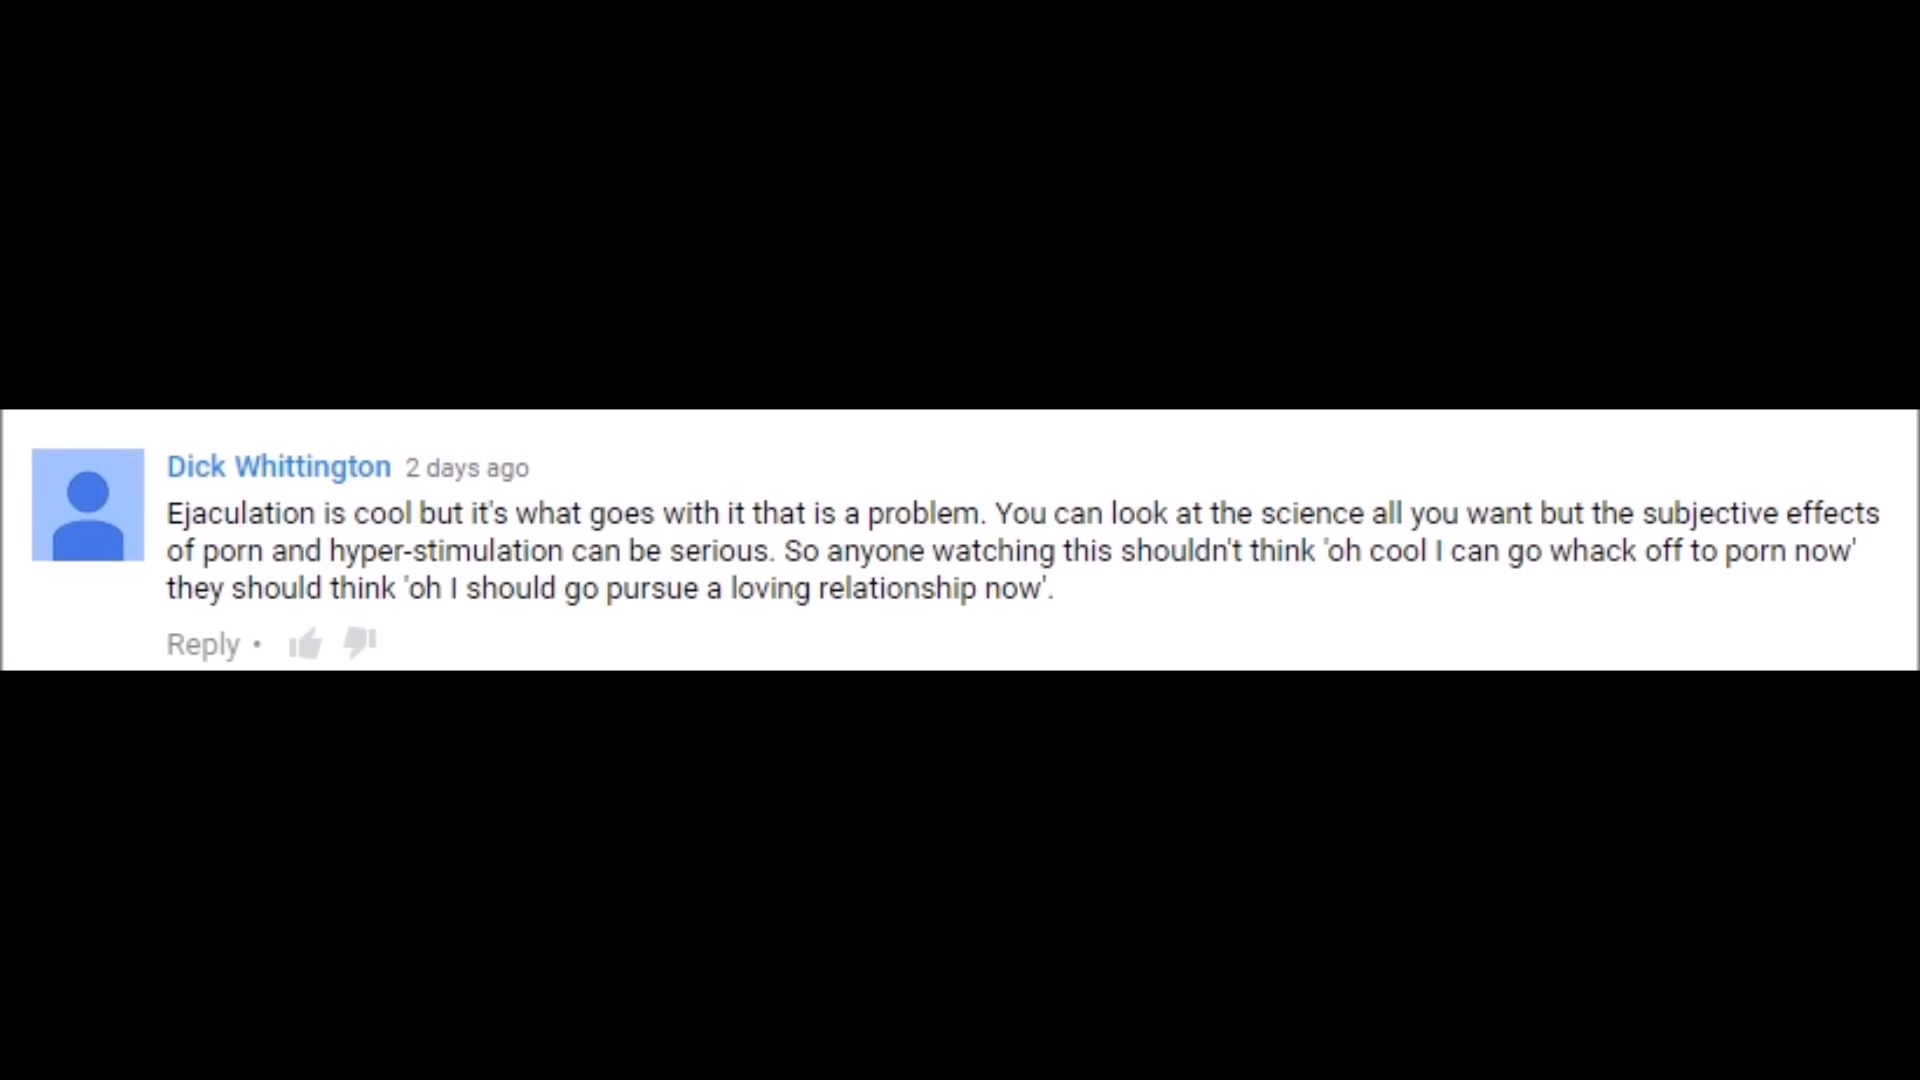 Dick Whittington 2 days ago
Ejaculation is cool but it's what goes with it that is a problem. You can look at the science all you want but the subjective effects
of porn and hyper-stimulation can be serious. So anyone watching this shouldn't think 'oh cool I can go whack off to porn now'
they should think 'oh I should go pursue a loving relationship now'.
Reply •